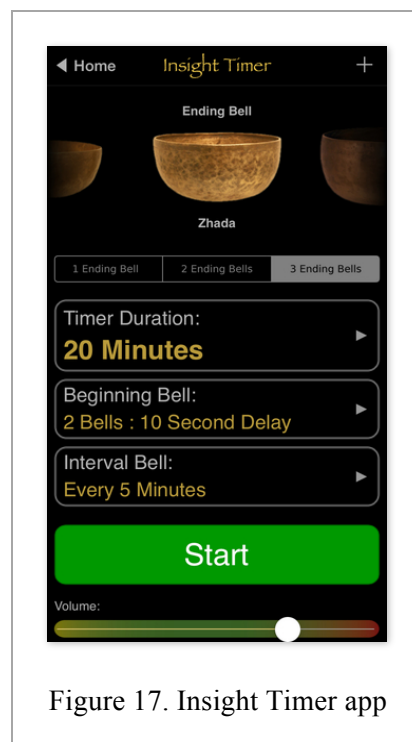 Home
Insight Timer
+
Ending Bell
Zhada
1 Ending Bell
2 Ending Bells
3 Ending Bells
Timer Duration:
20 Minutes
Beginning Bell:
2 Bells : 10 Second Delay
Interval Bell:
Every 5 Minutes
Start
Volume:
Figure 17. Insight Timer app